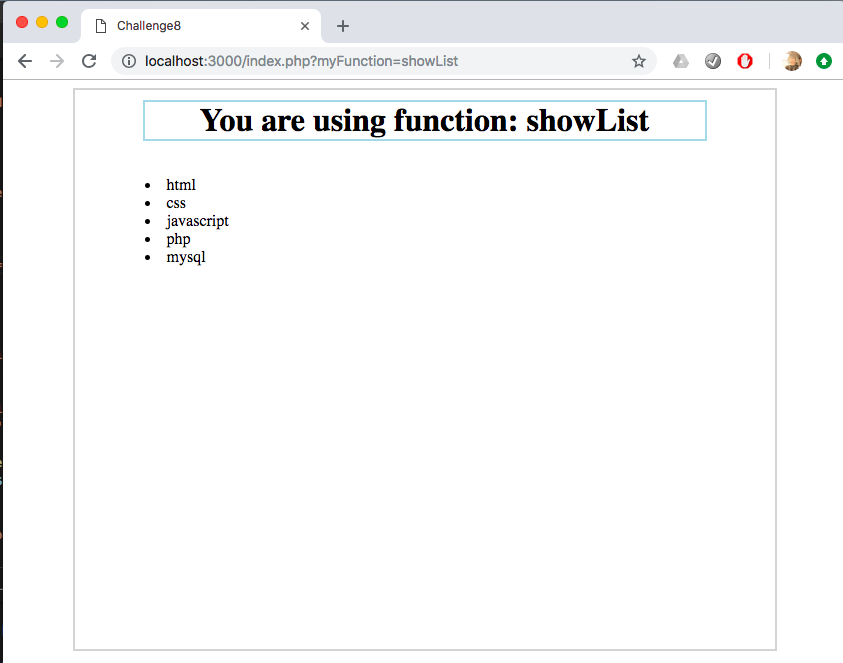 Challenge8
localhost:3000/index.php?myFunction=showList
You are using function: showList
html
css
javascript
php
mysql